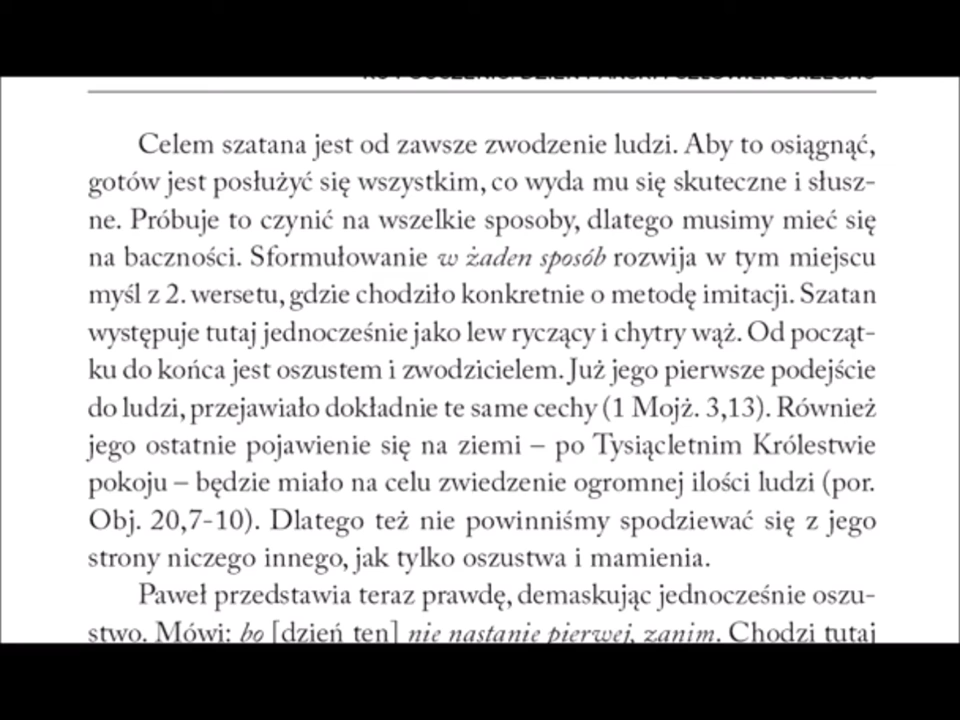 Celem szatana jest od zawsze zwodzenie ludzi. Aby to osiągnąć,
gotów jest posłużyć się wszystkim, co wyda mu się skuteczne i słusz-
ne. Próbuje to czynić na wszelkie sposoby, dlatego musimy mieć się
na baczności. Sformułowanie w żaden sposób rozwija w tym miejscu
myśl z 2. wersetu, gdzie chodziło konkretnie o metodę imitacji. Szatan
występuje tutaj jednocześnie jako lew ryczący i chytry wąż. Od począt-
ku do końca jest oszustem i zwodzicielem. Już jego pierwsze podejście
do ludzi, przejawiało dokładnie te same cechy (1 Mojż. 3,13). Również
jego ostatnie pojawienie się na ziemi – po Tysiącletnim Królestwie
pokoju – będzie miało na celu zwiedzenie ogromnej ilości ludzi (por.
Obj. 20,7-10). Dlatego też nie powinniśmy spodziewać się z jego
strony niczego innego, jak tylko oszustwa i mamienia.
Paweł przedstawia teraz prawdę, demaskując jednocześnie oszu-
stwo. Mówi: bo [dzień ten] nie nastanie pierwej, zanim. Chodzi tutaj